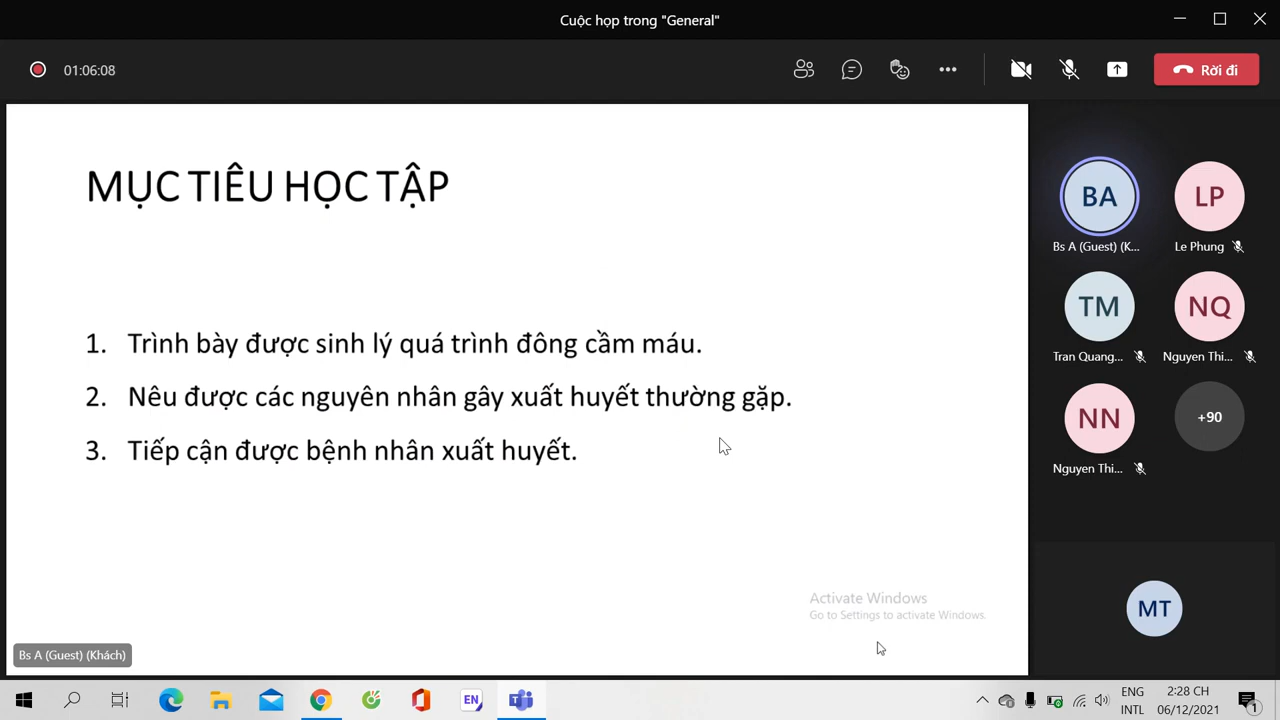 Cuộc họp trong "General"
01:06:08
Rời đi
MỤC TIÊU HỌC TẬP
1. Trình bày được sinh lý quá trình đông cầm máu.
2. Nêu được các nguyên nhân gây xuất huyết thường gặp.
3. Tiếp cận được bệnh nhân xuất huyết.
Activate Windows
Go to Settings to activate Windows.
Bs A (Guest) (Khách)
BA
LP
Bs A (Guest) (K...
Le Phung
TM
NQ
Tran Quang...
Nguyen Thi...
NN
+90
Nguyen Thi...
MT
EN
T
ENG
INTL
2:28 CH
06/12/2021
1